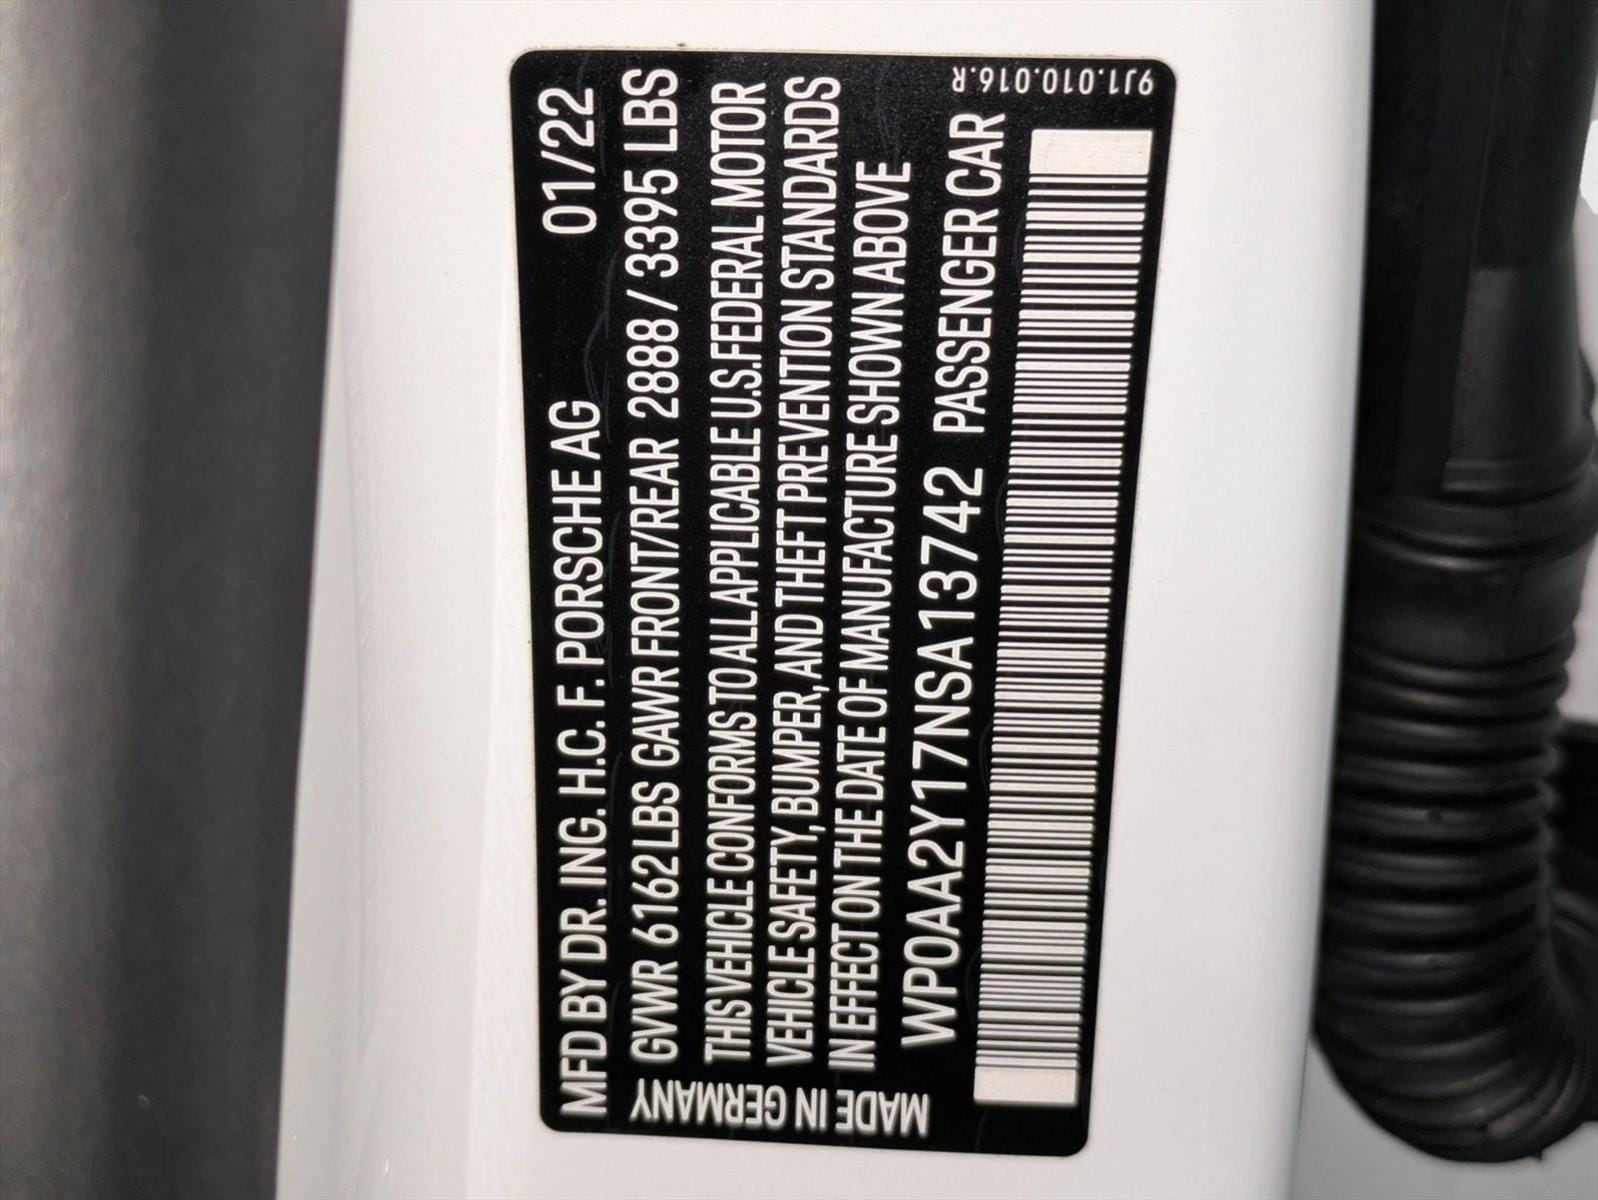 MFD BY DR. ING. H.C. F. PORSCHE AG 01/22
GVWR 6162 LBS GAWR FRONT/REAR 2888 / 3395 LBS
THIS VEHICLE CONFORMS TO ALL APPLICABLE U.S. FEDERAL MOTOR
VEHICLE SAFETY, BUMPER, AND THEFT PREVENTION STANDARDS
IN EFFECT ON THE DATE OF MANUFACTURE SHOWN ABOVE
WP0AA2Y17NSA13742 PASSENGER CAR
MADE IN GERMANY
9J1.010.016.R